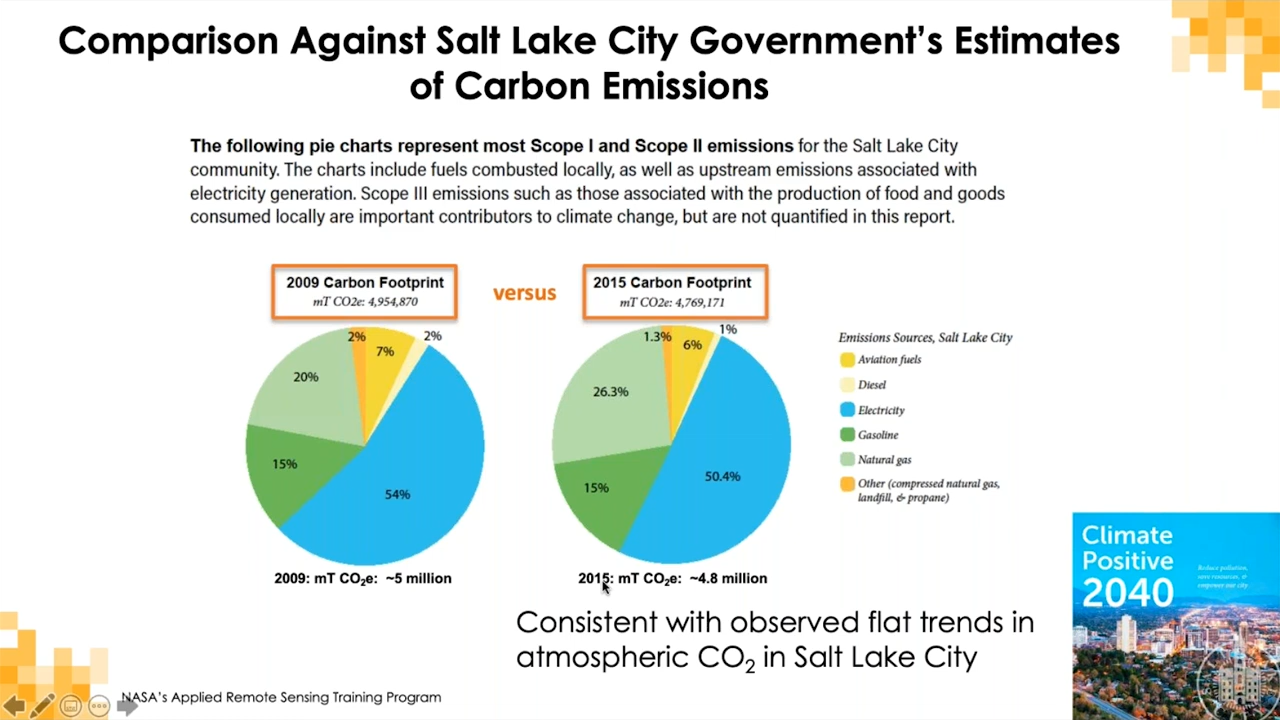 Comparison Against Salt Lake City Government's Estimates
of Carbon Emissions
The following pie charts represent most Scope I and Scope II emissions for the Salt Lake City
community. The charts include fuels combusted locally, as well as upstream emissions associated with
electricity generation. Scope III emissions such as those associated with the production of food and goods
consumed locally are important contributors to climate change, but are not quantified in this report.
2009 Carbon Footprint
mT CO2e: 4,954,870
versus
2015 Carbon Footprint
mT CO2e: 4,769,171
2%
7%
2%
20%
15%
54%
1.3%
6%
1%
26.3%
15%
50.4%
Emissions Sources, Salt Lake City
Aviation fuels
Diesel
Electricity
Gasoline
Natural gas
Other (compressed natural gas,
landfill, & propane)
2009: mT CO₂e: ~5 million
2015: mT CO₂e: ~4.8 million
Consistent with observed flat trends in
atmospheric CO₂ in Salt Lake City
Climate
Positive
2040
Reduce pollution,
save resources, &
empower our city
NASA's Applied Remote Sensing Training Program